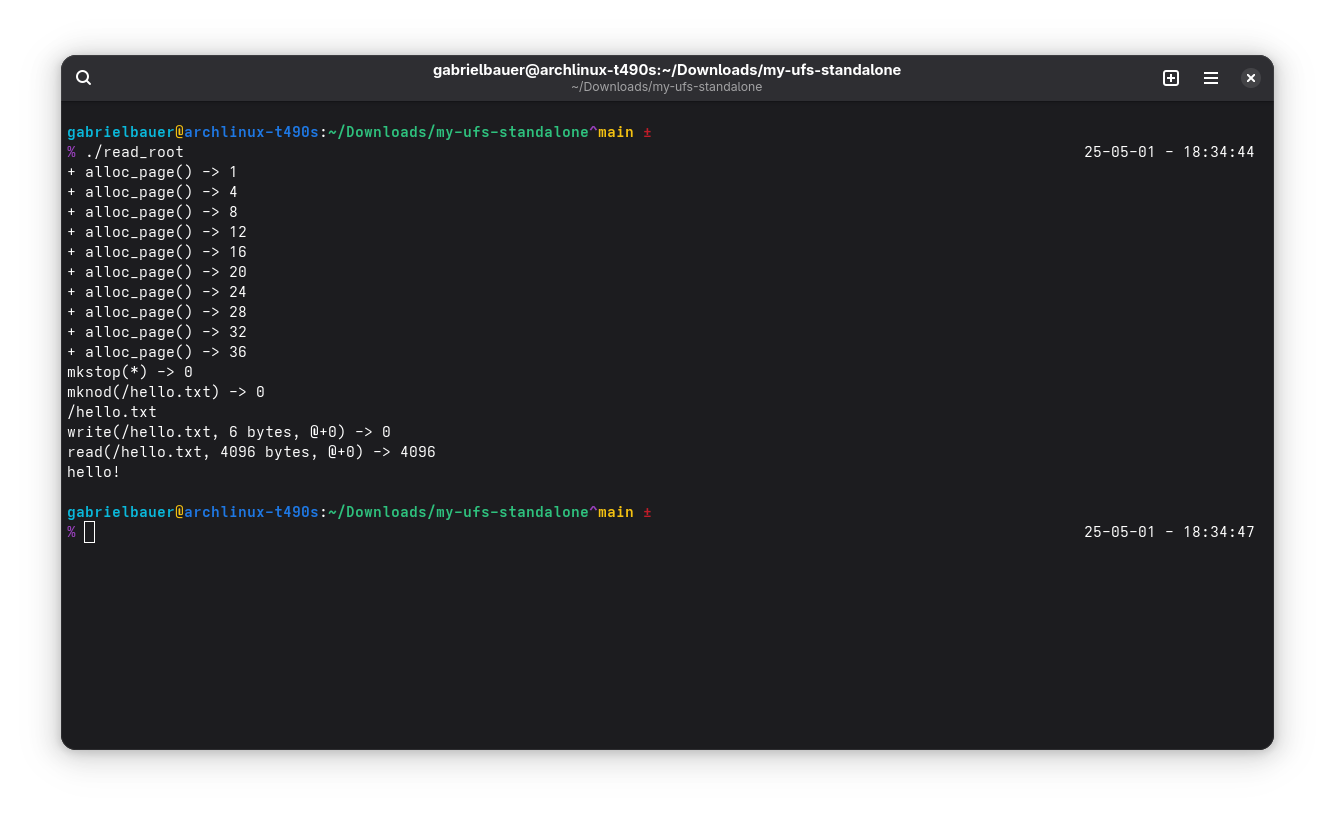 gabrielbauer@archlinux-t490s:~/Downloads/my-ufs-standalone
~/Downloads/my-ufs-standalone
gabrielbauer@archlinux-t490s:~/Downloads/my-ufs-standalone^main ±
% ./read_root 25-05-01 - 18:34:44
+ alloc_page() -> 1
+ alloc_page() -> 4
+ alloc_page() -> 8
+ alloc_page() -> 12
+ alloc_page() -> 16
+ alloc_page() -> 20
+ alloc_page() -> 24
+ alloc_page() -> 28
+ alloc_page() -> 32
+ alloc_page() -> 36
mkstop(*) -> 0
mknod(/hello.txt) -> 0
/hello.txt
write(/hello.txt, 6 bytes, @+0) -> 0
read(/hello.txt, 4096 bytes, @+0) -> 4096
hello!
gabrielbauer@archlinux-t490s:~/Downloads/my-ufs-standalone^main ±
% 25-05-01 - 18:34:47